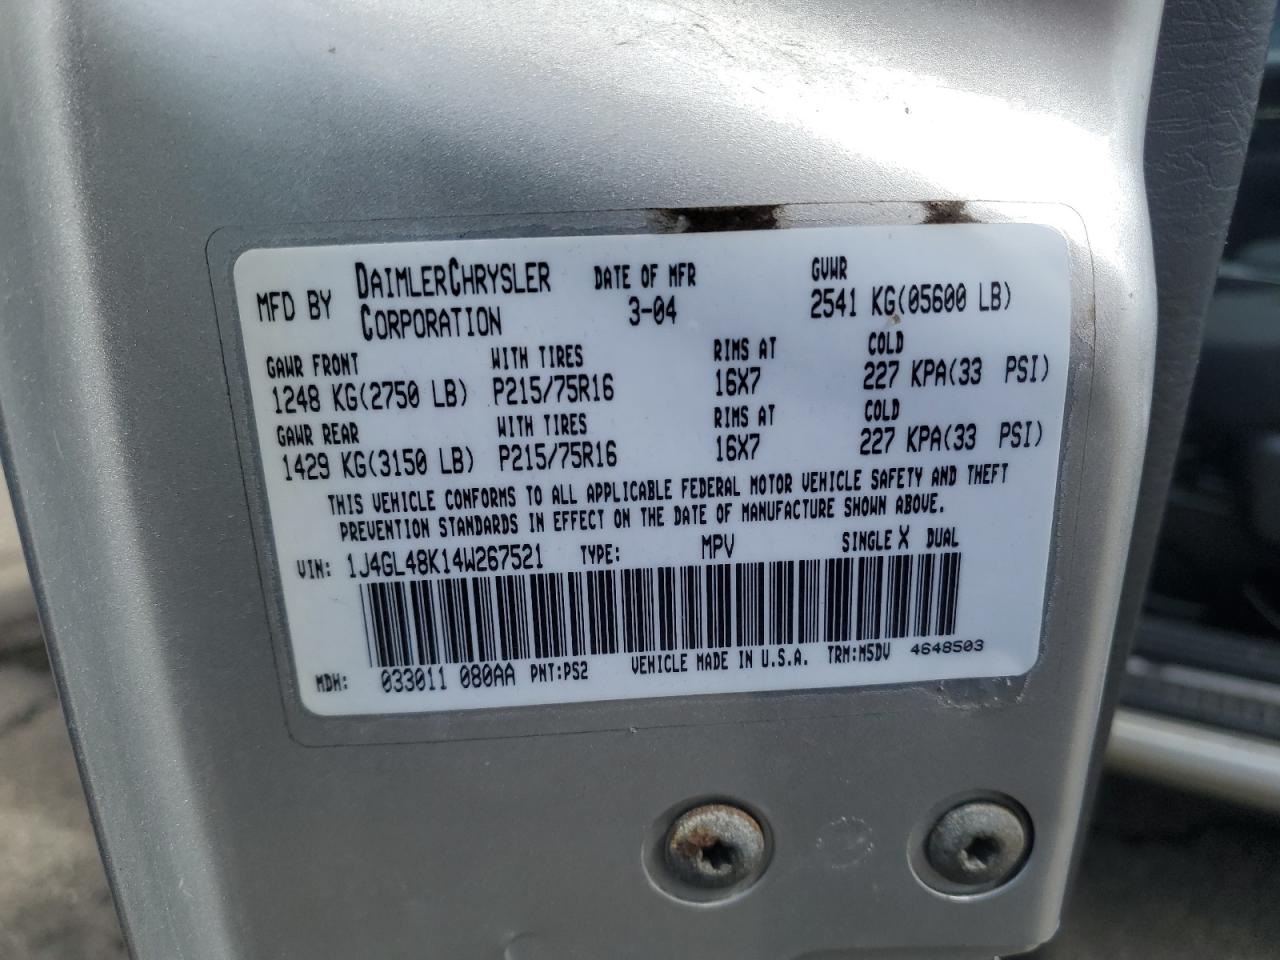 MFD BY DAIMLERCHRYSLER CORPORATION
DATE OF MFR
3-04
GVWR
2541 KG(05600 LB)
GAWR FRONT WITH TIRES RIMS AT COLD
1248 KG(2750 LB) P215/75R16 16X7 227 KPA(33 PSI)
GAWR REAR WITH TIRES RIMS AT COLD
1429 KG(3150 LB) P215/75R16 16X7 227 KPA(33 PSI)
THIS VEHICLE CONFORMS TO ALL APPLICABLE FEDERAL MOTOR VEHICLE SAFETY AND THEFT
PREVENTION STANDARDS IN EFFECT ON THE DATE OF MANUFACTURE SHOWN ABOVE.
VIN: 1J4GL48K14W267521 TYPE: MPV SINGLE X DUAL
MDH: 033011 080AA PNT:PS2 VEHICLE MADE IN U.S.A. TRM:M5DV 4648503